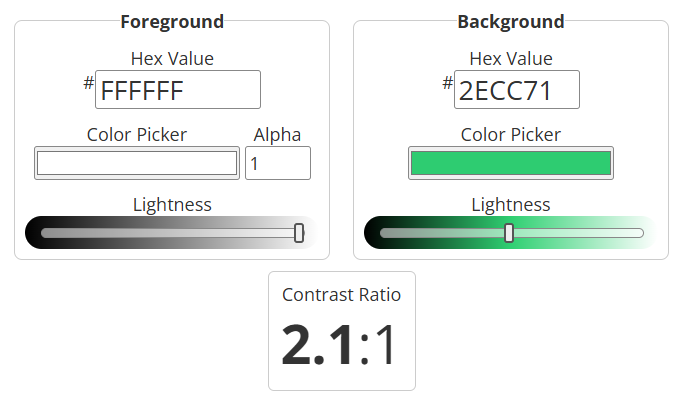 Foreground
Hex Value
# FFFFFF
Color Picker
Alpha
1
Lightness
Background
Hex Value
# 2ECC71
Color Picker
Lightness
Contrast Ratio
2.1:1